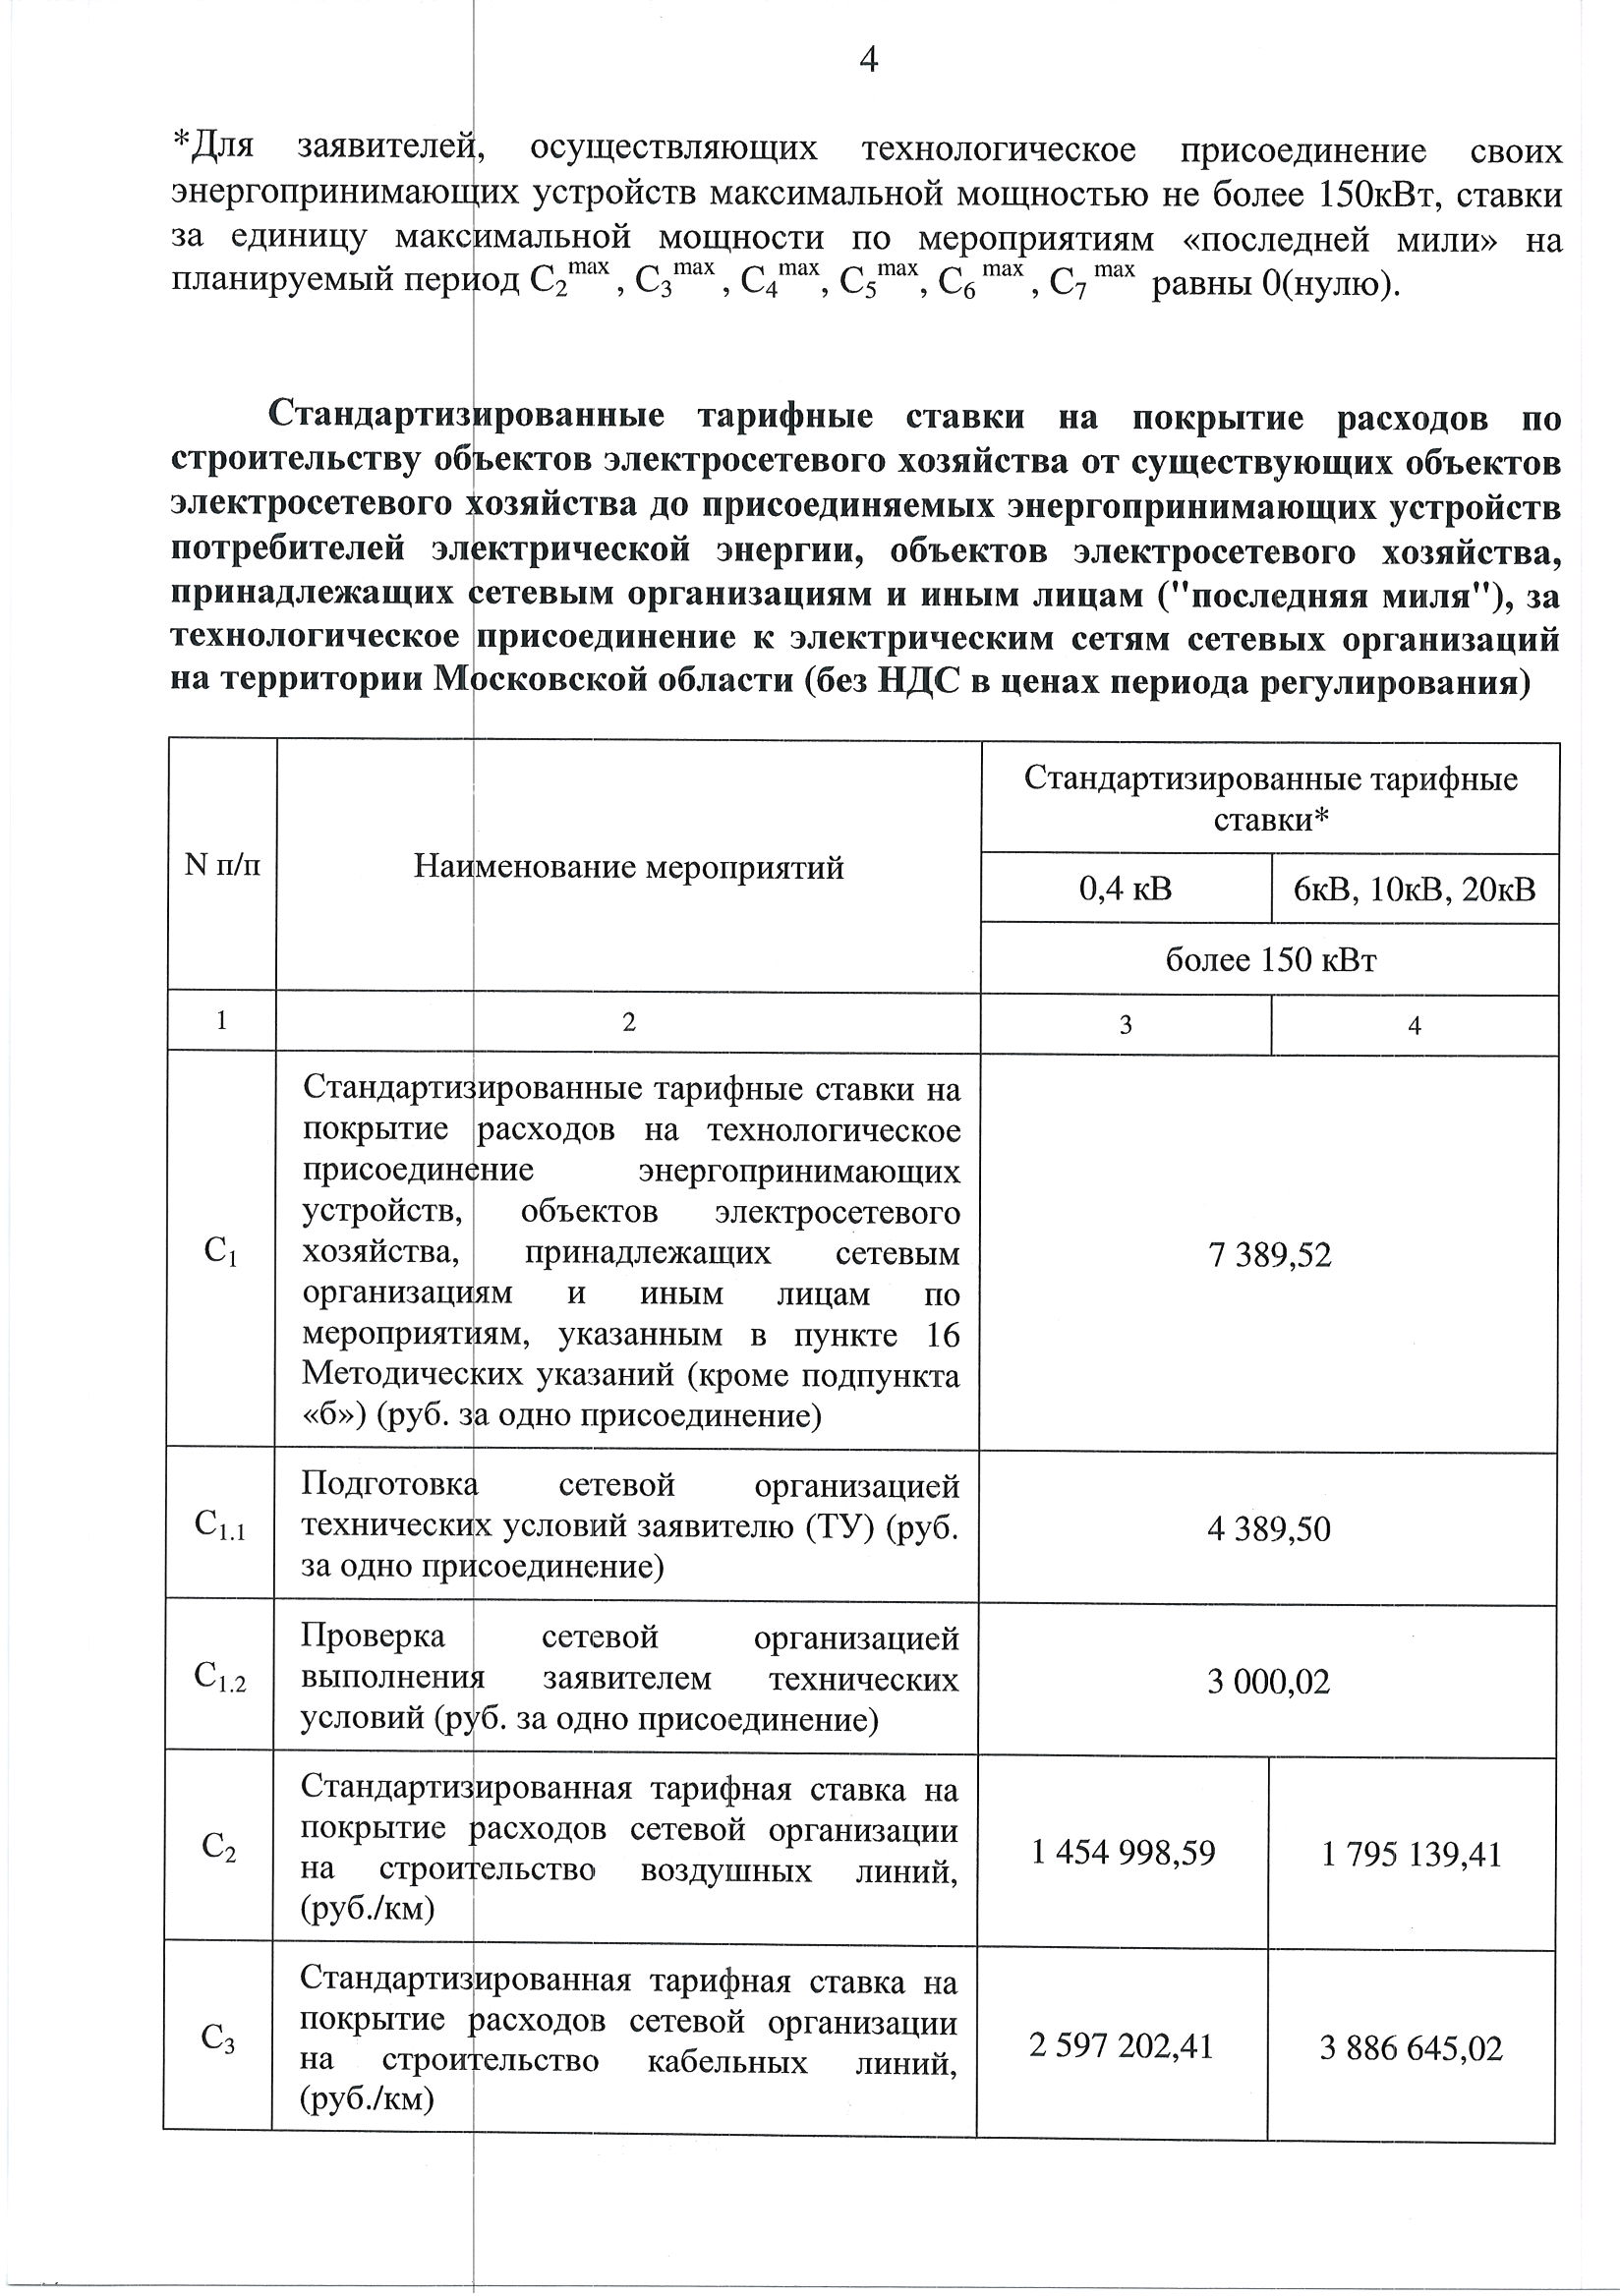 4
*Для заявителей, осуществляющих технологическое присоединение своих
энергопринимающих устройств максимальной мощностью не более 150кВт, ставки
за единицу максимальной мощности по мероприятиям «последней мили» на
планируемый период C₂ᵐᵃˣ , C₃ᵐᵃˣ , C₄ᵐᵃˣ , C₅ᵐᵃˣ , C₆ᵐᵃˣ , C₇ᵐᵃˣ равны 0(нулю).
Стандартизированные тарифные ставки на покрытие расходов по
строительству объектов электросетевого хозяйства от существующих объектов
электросетевого хозяйства до присоединяемых энергопринимающих устройств
потребителей электрической энергии, объектов электросетевого хозяйства,
принадлежащих сетевым организациям и иным лицам ("последняя миля"), за
технологическое присоединение к электрическим сетям сетевых организаций
на территории Московской области (без НДС в ценах периода регулирования)
N п/п
Наименование мероприятий
Стандартизированные тарифные
ставки*
0,4 кВ
6кВ, 10кВ, 20кВ
более 150 кВт
1
2
3
4
C₁
Стандартизированные тарифные ставки на
покрытие расходов на технологическое
присоединение энергопринимающих
устройств, объектов электросетевого
хозяйства, принадлежащих сетевым
организациям и иным лицам по
мероприятиям, указанным в пункте 16
Методических указаний (кроме подпункта
«б») (руб. за одно присоединение)
7 389,52
C₁.₁
Подготовка сетевой организацией
технических условий заявителю (ТУ) (руб.
за одно присоединение)
4 389,50
C₁.₂
Проверка сетевой организацией
выполнения заявителем технических
условий (руб. за одно присоединение)
3 000,02
C₂
Стандартизированная тарифная ставка на
покрытие расходов сетевой организации
на строительство воздушных линий,
(руб./км)
1 454 998,59
1 795 139,41
C₃
Стандартизированная тарифная ставка на
покрытие расходов сетевой организации
на строительство кабельных линий,
(руб./км)
2 597 202,41
3 886 645,02